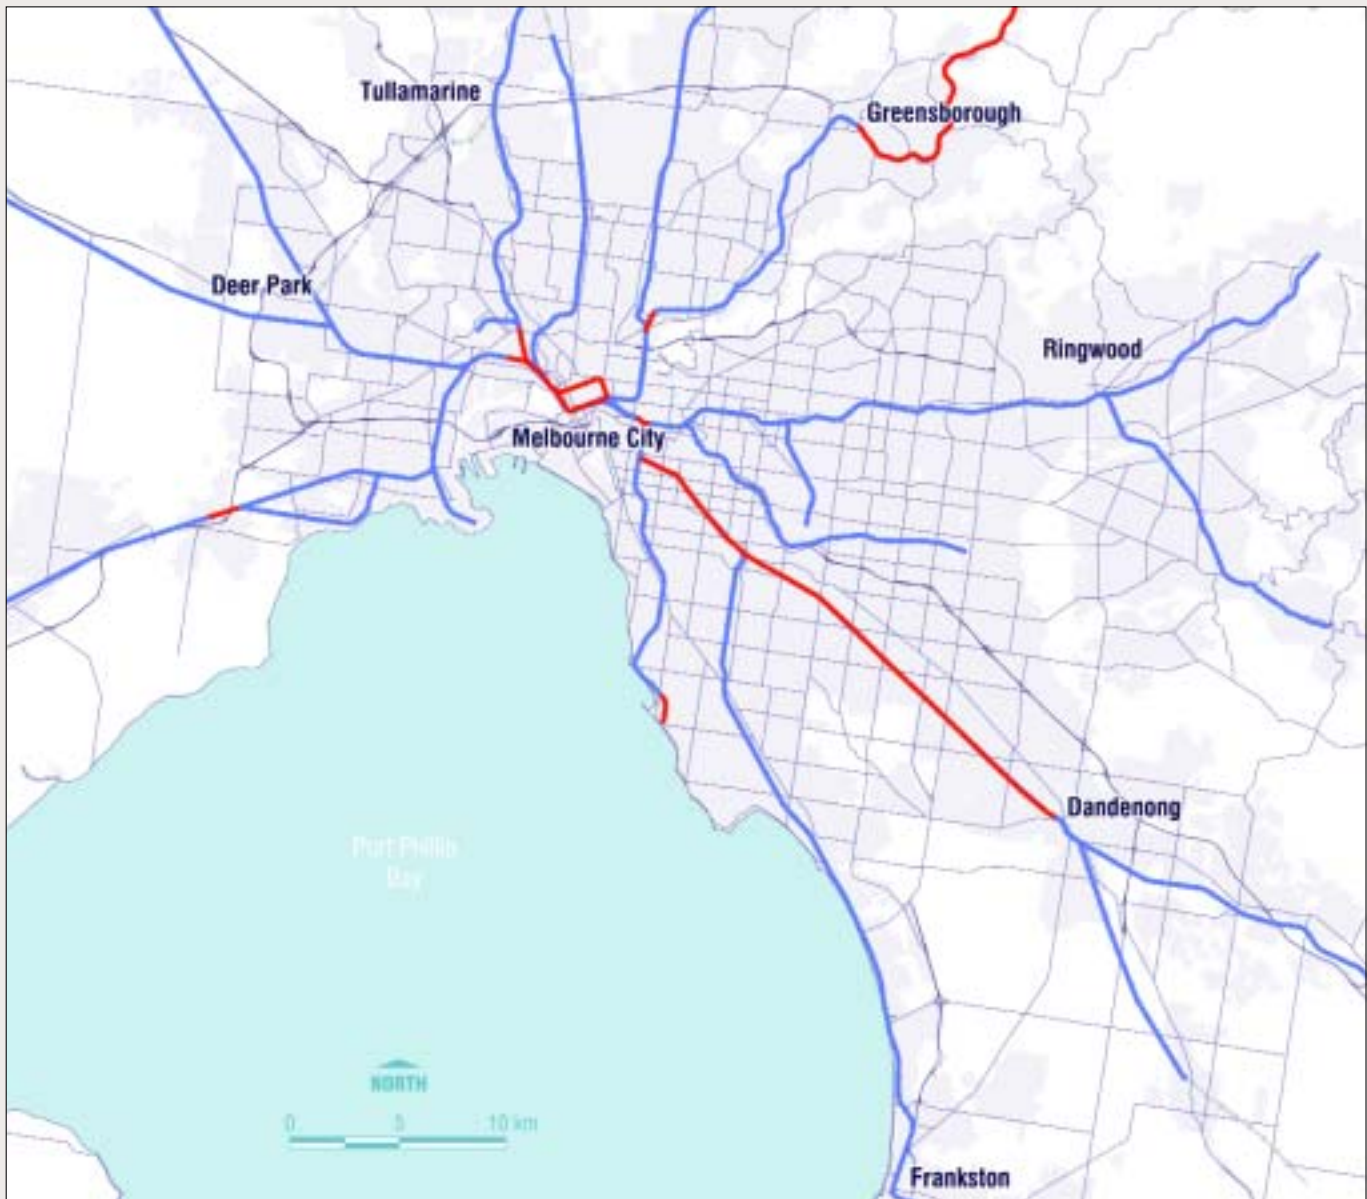 Tullamarine
Greensborough
Deer Park
Ringwood
Melbourne City
Dandenong
Port Phillip
Bay
NORTH
0 5 10 km
Frankston